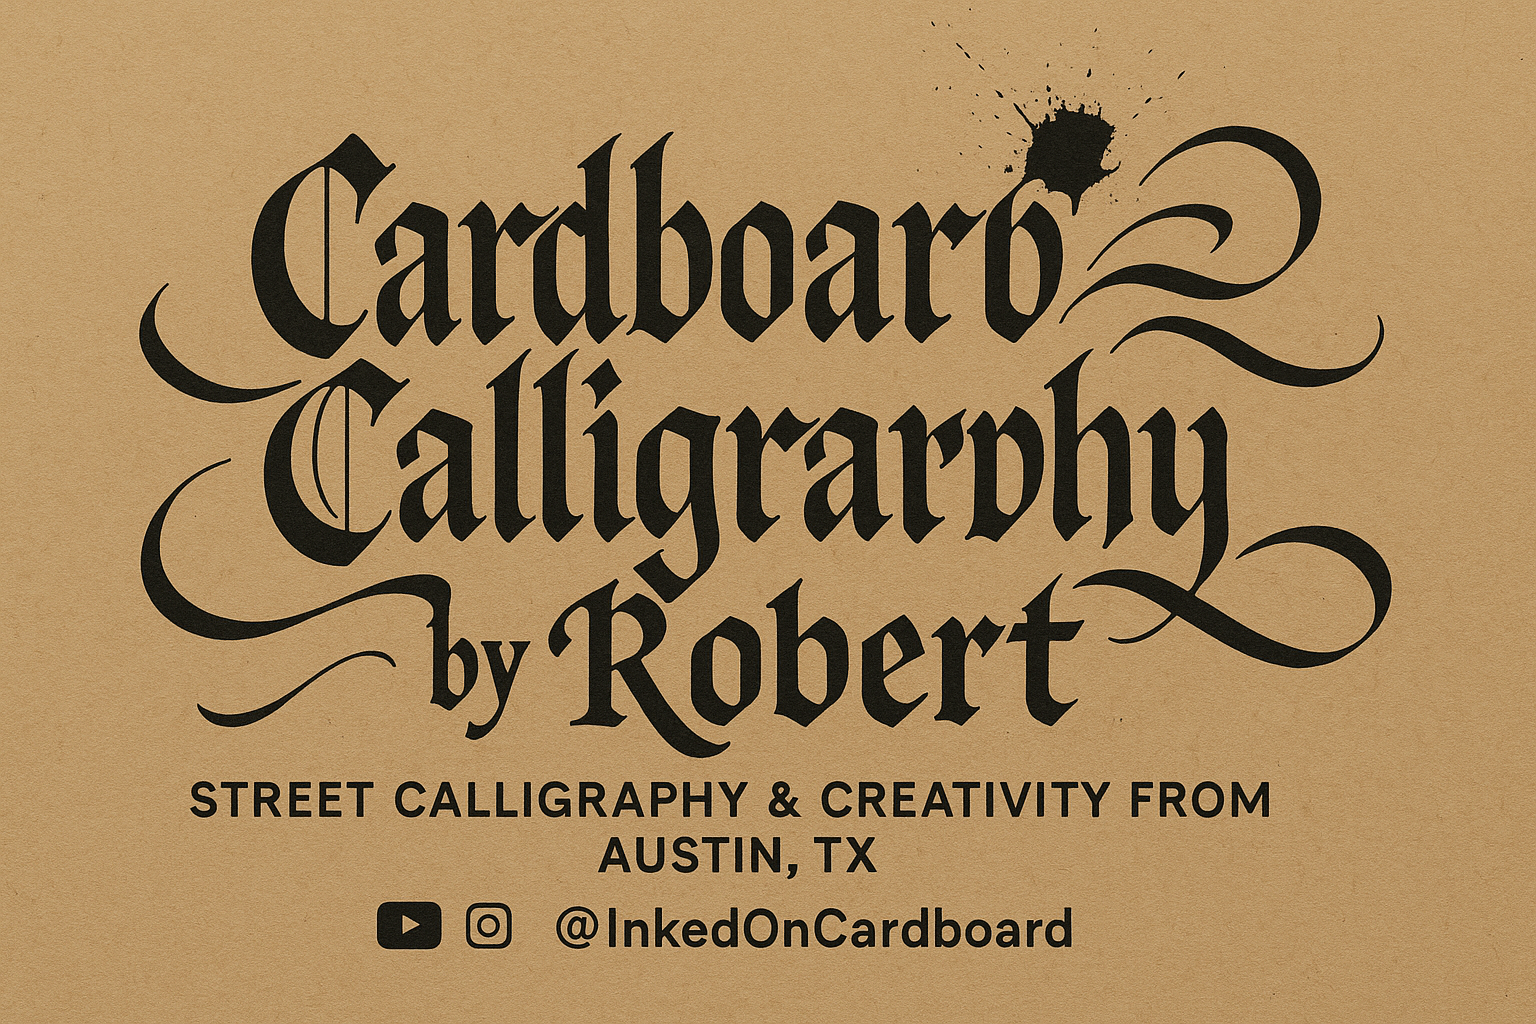 Cardboard
Calligrarvhy
by Robert
STREET CALLIGRAPHY & CREATIVITY FROM
AUSTIN, TX
@InkedOnCardboard